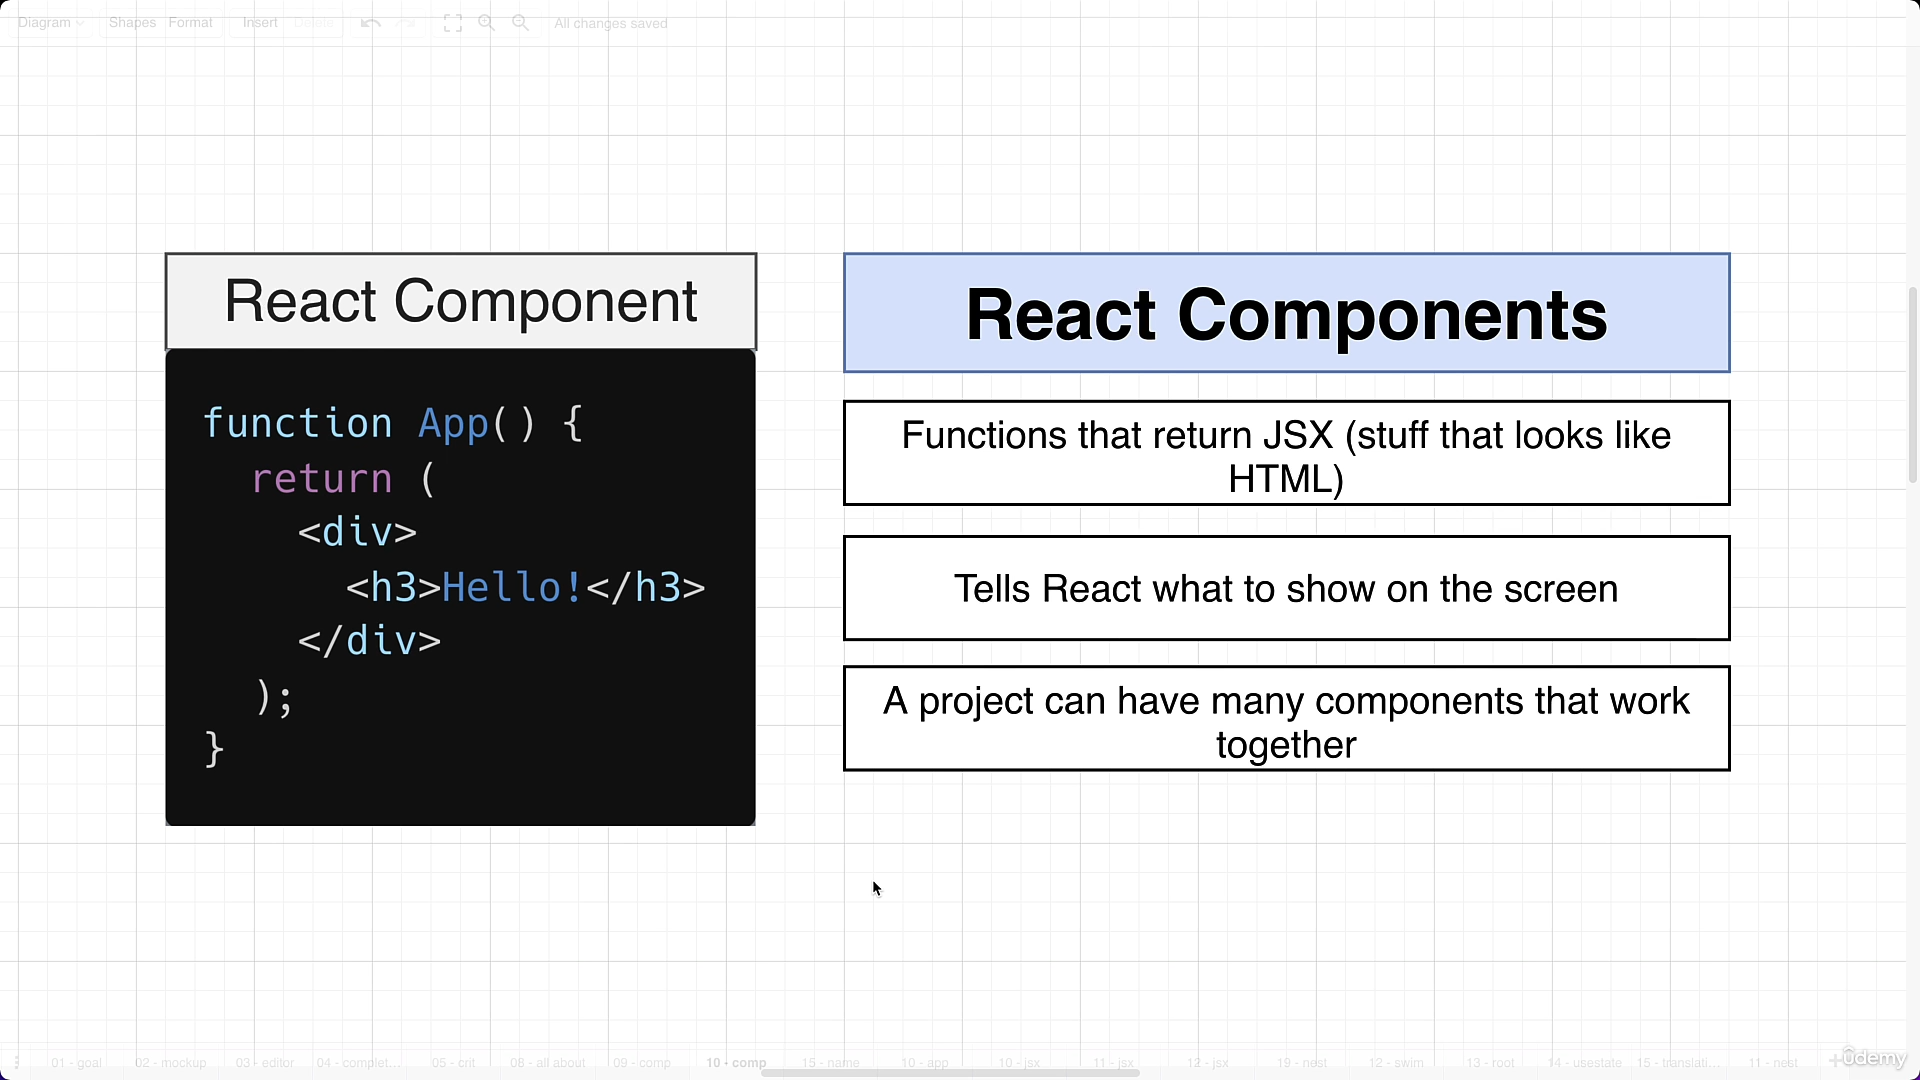 Diagram Shapes Format Insert Delete All changes saved
React Component
function App() {
return (
<div>
<h3>Hello!</h3>
</div>
);
}
React Components
Functions that return JSX (stuff that looks like
HTML)
Tells React what to show on the screen
A project can have many components that work
together
01 - goal 02 - mockup 03 - editor 04 - complet... 05 - crit 08 - all about 09 - comp 10 - comp 15 - name 10 - app 10 - jsx 11 - jsx 12 - jsx 19 - nest 12 - swim 13 - root 14 - usestate 15 - translati... 11 - nest
ûdemy